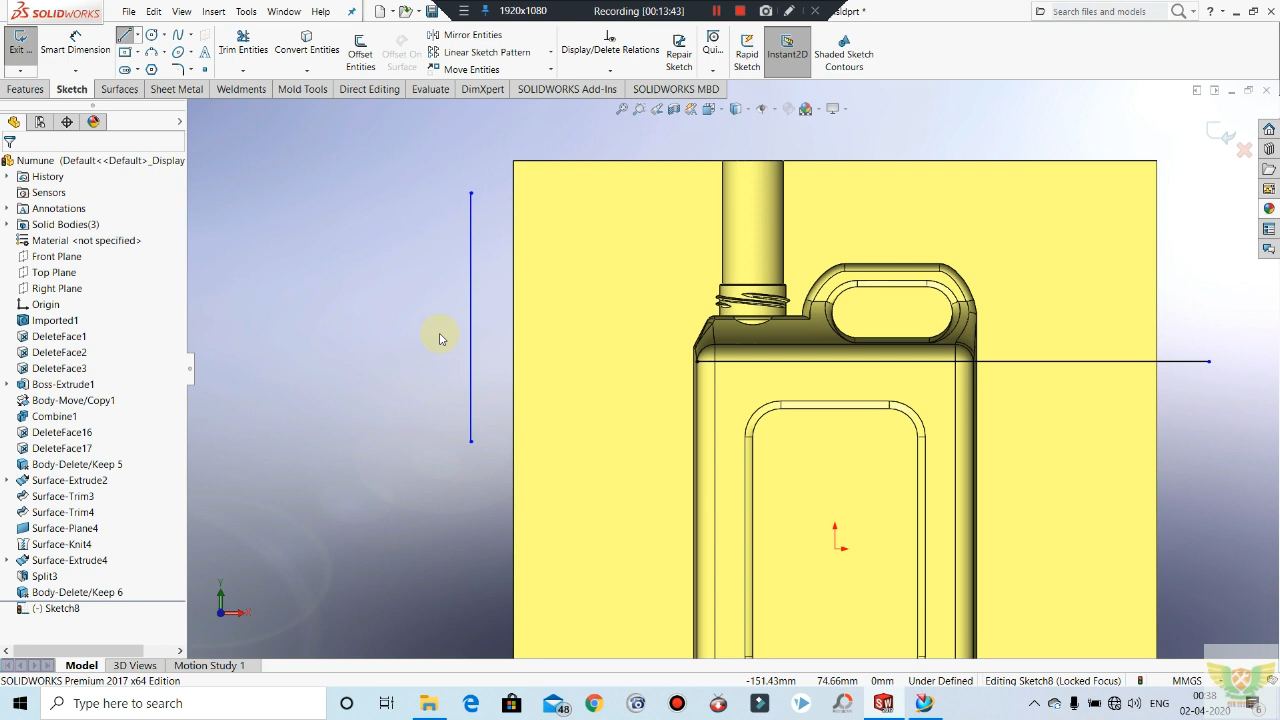 SOLIDWORKS
File
Edit
View
Insert
Tools
Window
Help
1920x1080
Recording [00:13:43]
sldprt *
Search files and models
Exit ...
Smart Dimension
Trim Entities
Convert Entities
Offset
Entities
Offset On
Surface
Mirror Entities
Linear Sketch Pattern
Move Entities
Display/Delete Relations
Repair
Sketch
Qui...
Rapid
Sketch
Instant2D
Shaded Sketch
Contours
Features
Sketch
Surfaces
Sheet Metal
Weldments
Mold Tools
Direct Editing
Evaluate
DimXpert
SOLIDWORKS Add-Ins
SOLIDWORKS MBD
Numune (Default<<Default>_Display
History
Sensors
Annotations
Solid Bodies(3)
Material <not specified>
Front Plane
Top Plane
Right Plane
Origin
Imported1
DeleteFace1
DeleteFace2
DeleteFace3
Boss-Extrude1
Body-Move/Copy1
Combine1
DeleteFace16
DeleteFace17
Body-Delete/Keep 5
Surface-Extrude2
Surface-Trim3
Surface-Trim4
Surface-Plane4
Surface-Knit4
Surface-Extrude4
Split3
Body-Delete/Keep 6
(-) Sketch8
Y
X
Model
3D Views
Motion Study 1
SOLIDWORKS Premium 2017 x64 Edition
-151.43mm
74.66mm
0mm
Under Defined
Editing Sketch8 (Locked Focus)
MMGS
Type here to search
48
SW
2017
ENG
00:38
02-04-2020
6